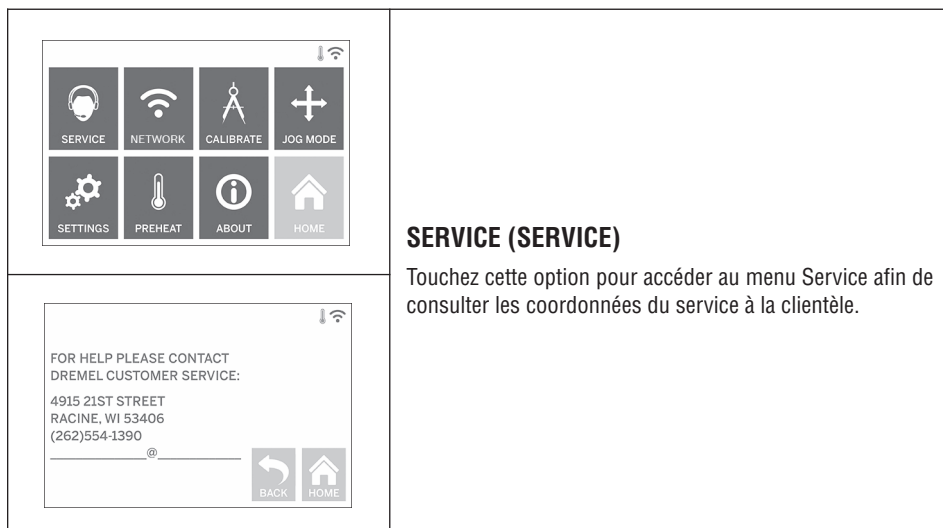 SERVICE NETWORK CALIBRATE JOG MODE
SETTINGS PREHEAT ABOUT HOME
FOR HELP PLEASE CONTACT
DREMEL CUSTOMER SERVICE:
4915 21ST STREET
RACINE, WI 53406
(262)554-1390
____________@____________
BACK HOME
SERVICE (SERVICE)
Touchez cette option pour accéder au menu Service afin de
consulter les coordonnées du service à la clientèle.